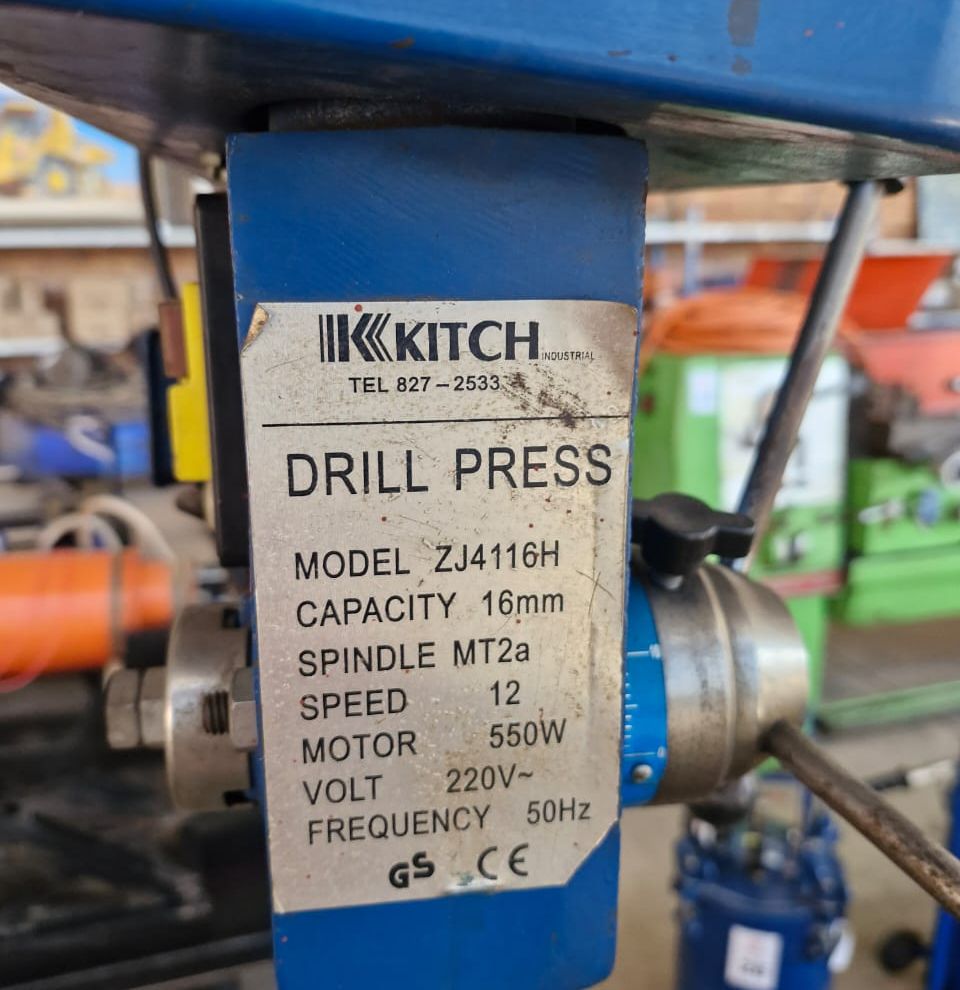 KITCH INDUSTRIAL
TEL 827-2533
DRILL PRESS
MODEL ZJ4116H
CAPACITY 16mm
SPINDLE MT2a
SPEED 12
MOTOR 550W
VOLT 220V~
FREQUENCY 50Hz
GS CE